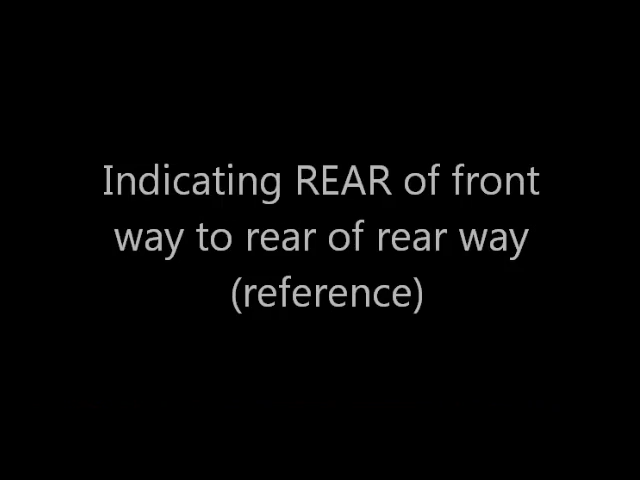 Indicating REAR of front
way to rear of rear way
(reference)